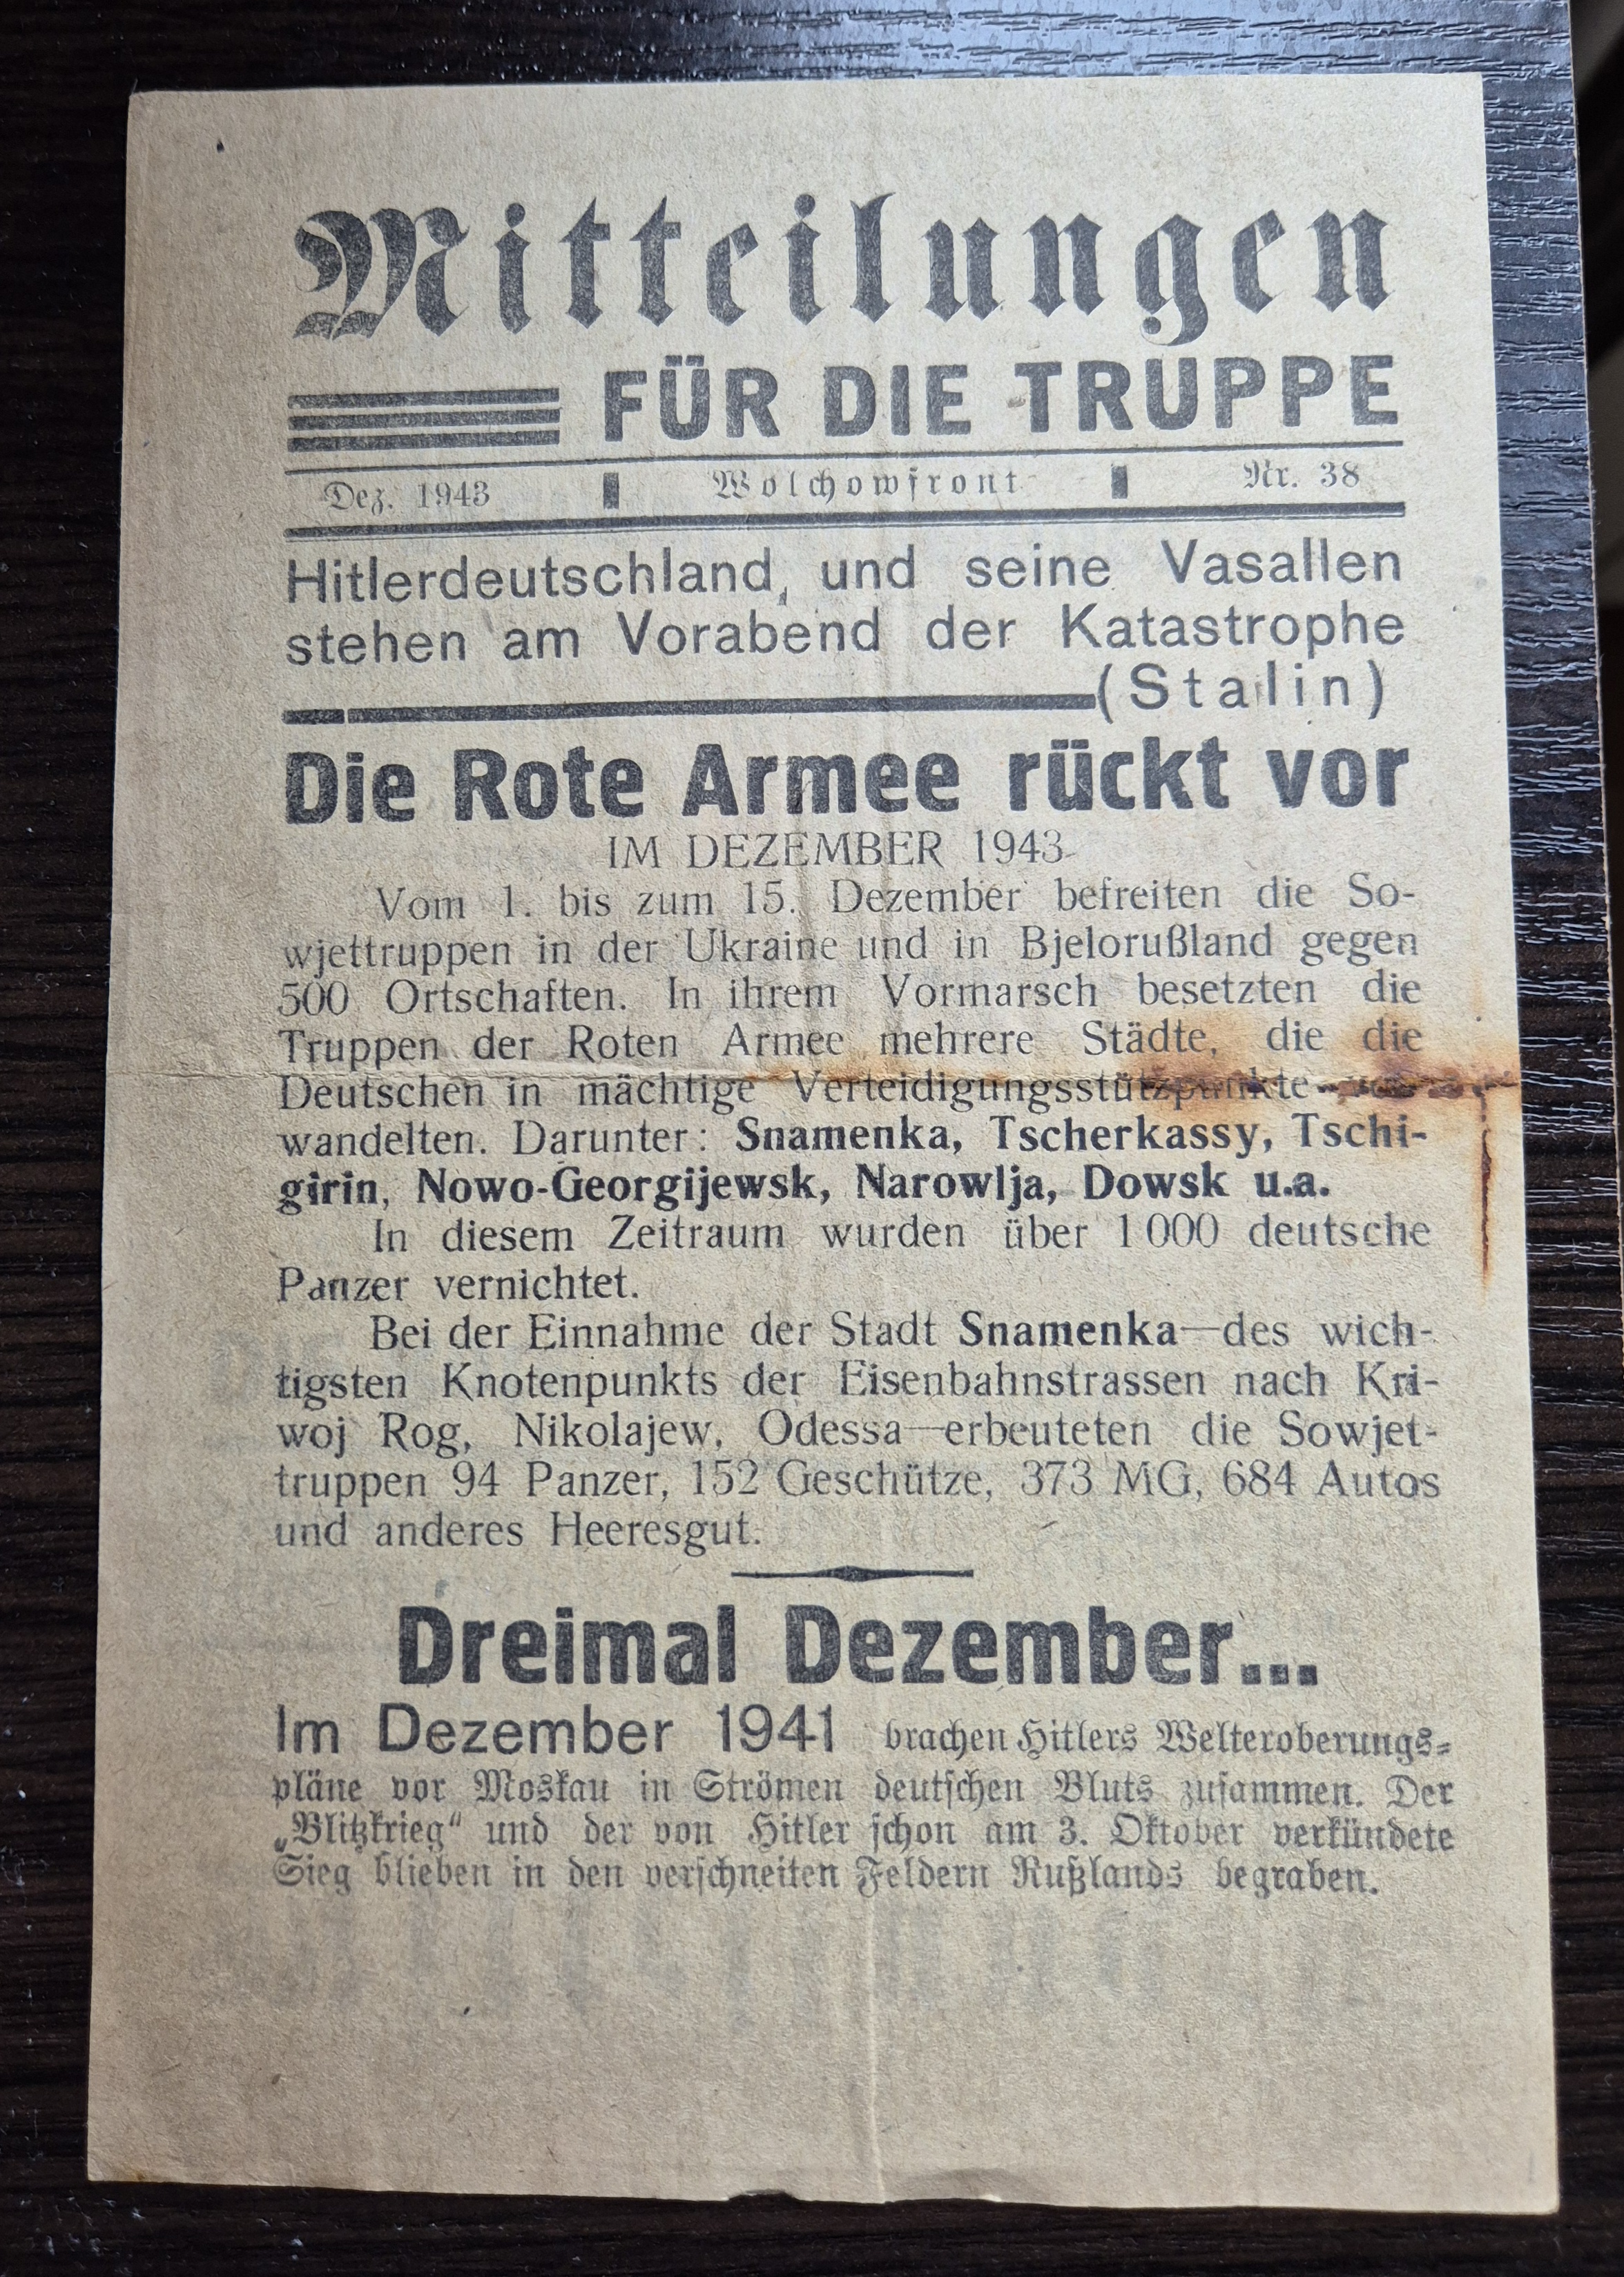 Mitteilungen
FÜR DIE TRUPPE
Dez. 1943 Wolchowfront Nr. 38
Hitlerdeutschland, und seine Vasallen
stehen am Vorabend der Katastrophe
(Stalin)
Die Rote Armee rückt vor
IM DEZEMBER 1943
Vom 1. bis zum 15. Dezember befreiten die So-
wjettruppen in der Ukraine und in Bjelorußland gegen
500 Ortschaften. In ihrem Vormarsch besetzten die
Truppen der Roten Armee mehrere Städte, die die
Deutschen in mächtige Verteidigungsstützpunkte
wandelten. Darunter: Snamenka, Tscherkassy, Tschi-
girin, Nowo-Georgijewsk, Narowlja, Dowsk u.a.
In diesem Zeitraum wurden über 1000 deutsche
Panzer vernichtet.
Bei der Einnahme der Stadt Snamenka—des wich-
tigsten Knotenpunkts der Eisenbahnstrassen nach Kri-
woj Rog, Nikolajew, Odessa—erbeuteten die Sowjet-
truppen 94 Panzer, 152 Geschütze, 373 MG, 684 Autos
und anderes Heeresgut.
Dreimal Dezember...
Im Dezember 1941 brachen Hitlers Welteroberungs-
pläne vor Moskau in Strömen deutschen Bluts zusammen. Der
„Blitzkrieg“ und der von Hitler schon am 3. Oktober verkündete
Sieg blieben in den verschneiten Feldern Rußlands begraben.